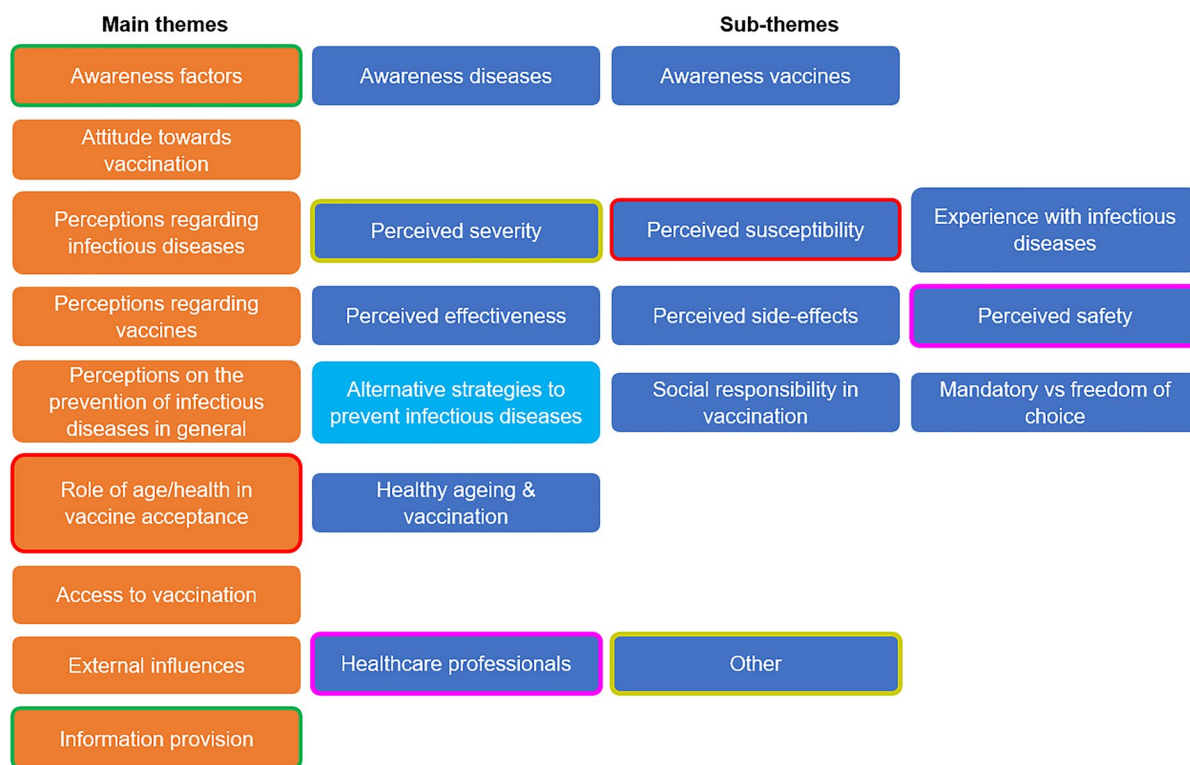 Main themes
Sub-themes
Awareness factors
Awareness diseases
Awareness vaccines
Attitude towards
vaccination
Perceptions regarding
infectious diseases
Perceived severity
Perceived susceptibility
Experience with infectious
diseases
Perceptions regarding
vaccines
Perceived effectiveness
Perceived side-effects
Perceived safety
Perceptions on the
prevention of infectious
diseases in general
Alternative strategies to
prevent infectious diseases
Social responsibility in
vaccination
Mandatory vs freedom of
choice
Role of age/health in
vaccine acceptance
Healthy ageing &
vaccination
Access to vaccination
External influences
Healthcare professionals
Other
Information provision